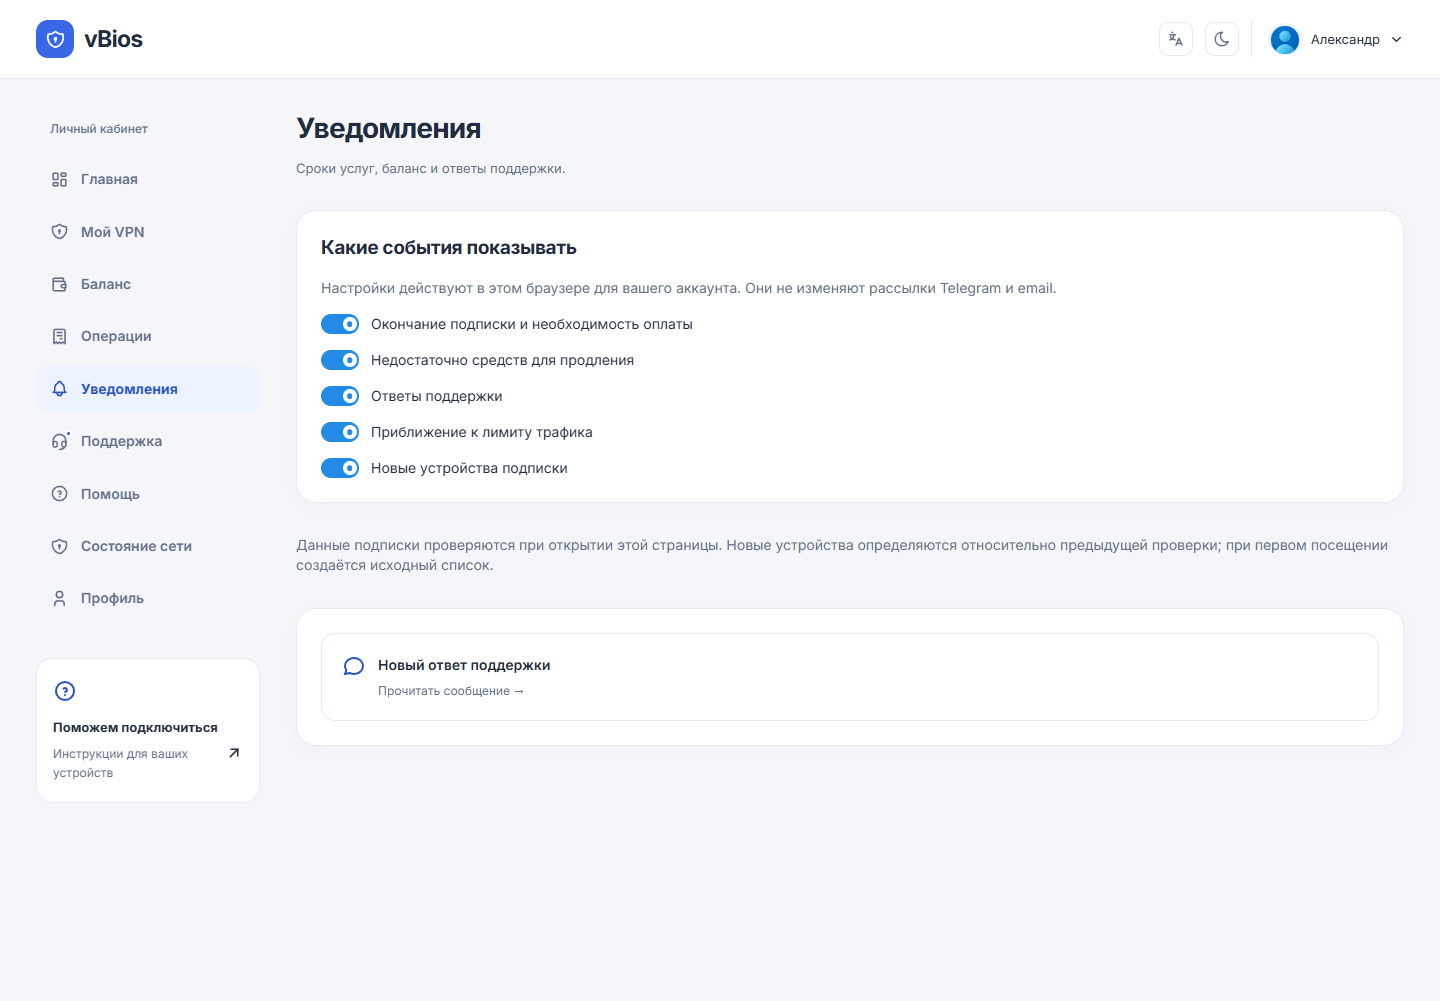 vBios
Александр
Личный кабинет
Главная
Мой VPN
Баланс
Операции
Уведомления
Поддержка
Помощь
Состояние сети
Профиль
Поможем подключиться
Инструкции для ваших
устройств
Уведомления
Сроки услуг, баланс и ответы поддержки.
Какие события показывать
Настройки действуют в этом браузере для вашего аккаунта. Они не изменяют рассылки Telegram и email.
Окончание подписки и необходимость оплаты
Недостаточно средств для продления
Ответы поддержки
Приближение к лимиту трафика
Новые устройства подписки
Данные подписки проверяются при открытии этой страницы. Новые устройства определяются относительно предыдущей проверки; при первом посещении
создаётся исходный список.
Новый ответ поддержки
Прочитать сообщение →